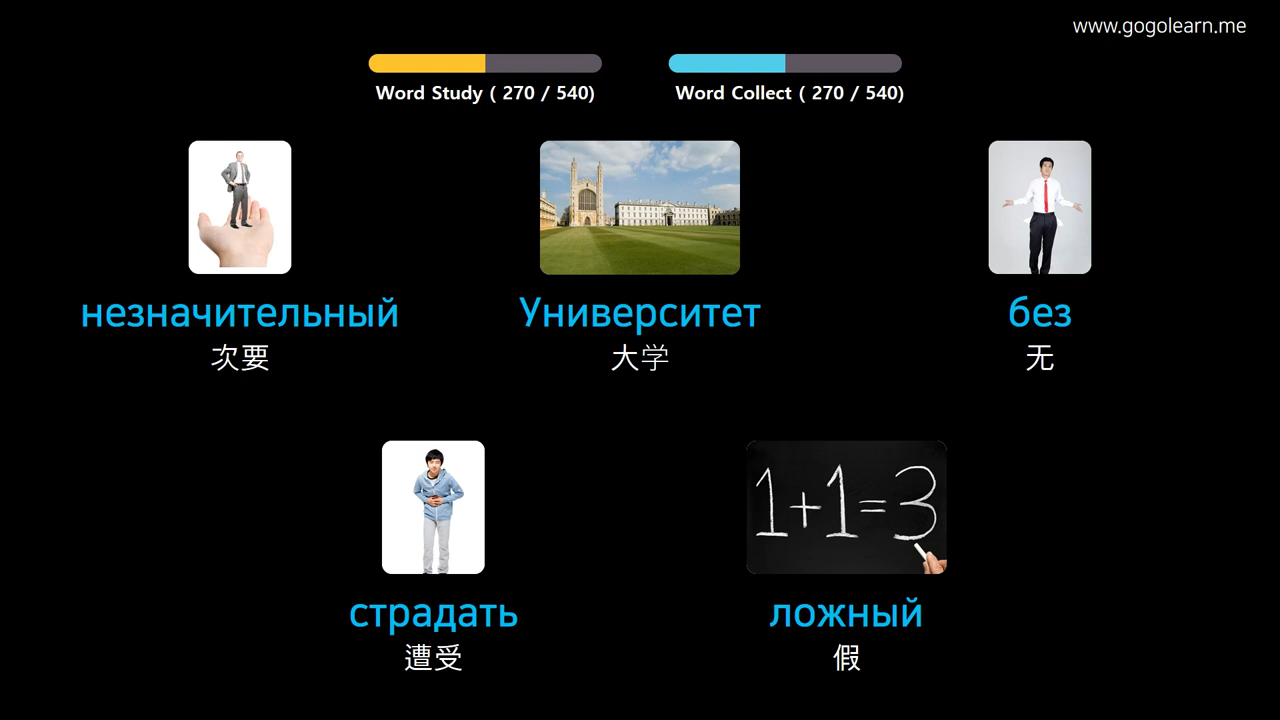 www.gogolearn.me
Word Study ( 270 / 540)
Word Collect ( 270 / 540)
незначительный
次要
Университет
大学
без
无
страдать
遭受
1+1=3
ложный
假